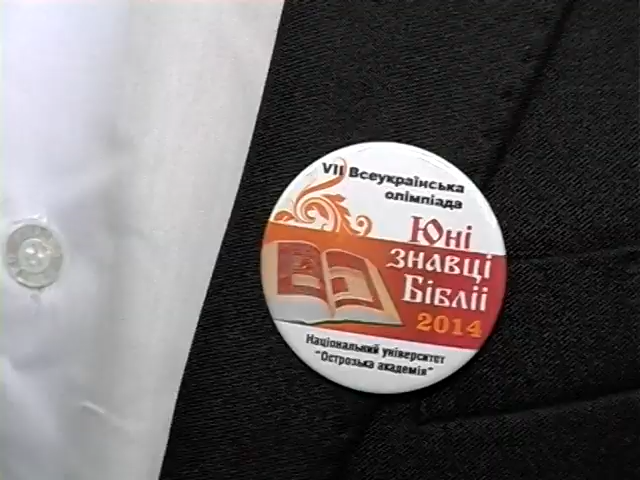 VII Всеукраїнська
олімпіада
Юні
знавці
Біблії
2014
Національний університет
"Острозька академія"